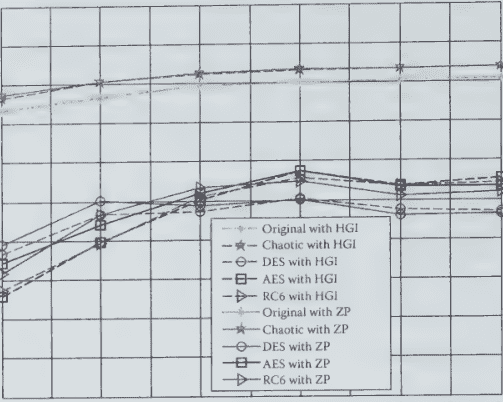 Original with HGI
Chaotic with HGI
DES with HGI
AES with HGI
RC6 with HGI
Original with ZP
Chaotic with ZP
DES with ZP
AES with ZP
RC6 with ZP